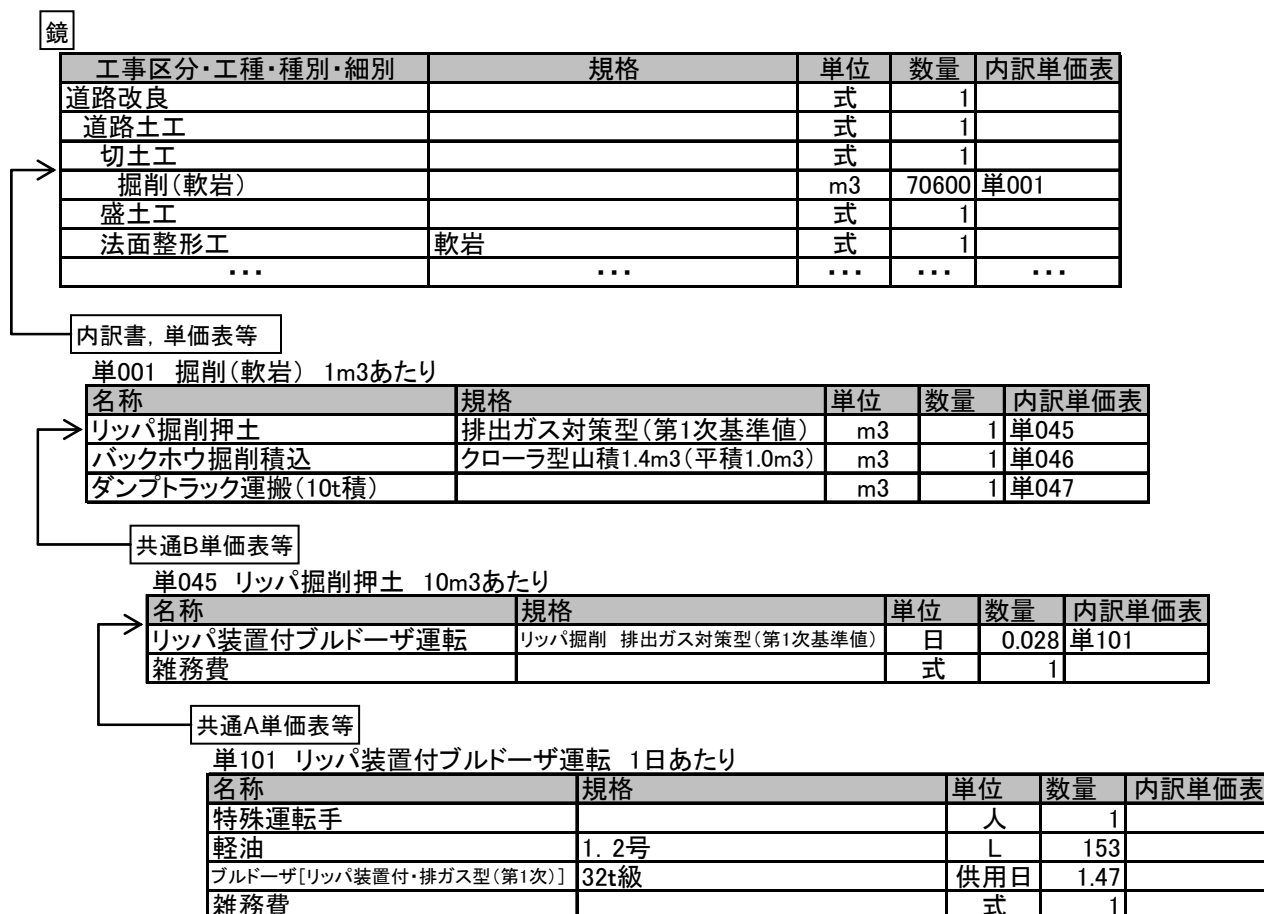 鏡
工事区分・工種・種別・細別 規格 単位 数量 内訳単価表
道路改良 式 1
道路土工 式 1
切土工 式 1
掘削(軟岩) m3 70600 単001
盛土工 式 1
法面整形工 軟岩 式 1
・・・ ・・・ ・・・ ・・・ ・・・
内訳書,単価表等
単001 掘削(軟岩) 1m3あたり
名称 規格 単位 数量 内訳単価表
リッパ掘削押土 排出ガス対策型(第1次基準値) m3 1 単045
バックホウ掘削積込 クローラ型山積1.4m3(平積1.0m3) m3 1 単046
ダンプトラック運搬(10t積) m3 1 単047
共通B単価表等
単045 リッパ掘削押土 10m3あたり
名称 規格 単位 数量 内訳単価表
リッパ装置付ブルドーザ運転 リッパ掘削 排出ガス対策型(第1次基準値) 日 0.028 単101
雑務費 式 1
共通A単価表等
単101 リッパ装置付ブルドーザ運転 1日あたり
名称 規格 単位 数量 内訳単価表
特殊運転手 人 1
軽油 1.2号 L 153
ブルドーザ[リッパ装置付・排ガス型(第1次)] 32t級 供用日 1.47
雑務費 式 1